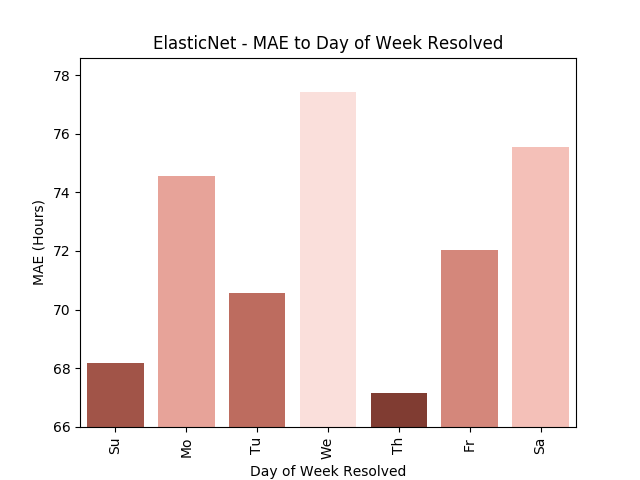 ElasticNet - MAE to Day of Week Resolved
78
76
74
72
70
68
66
MAE (Hours)
Su
Mo
Tu
We
Th
Fr
Sa
Day of Week Resolved